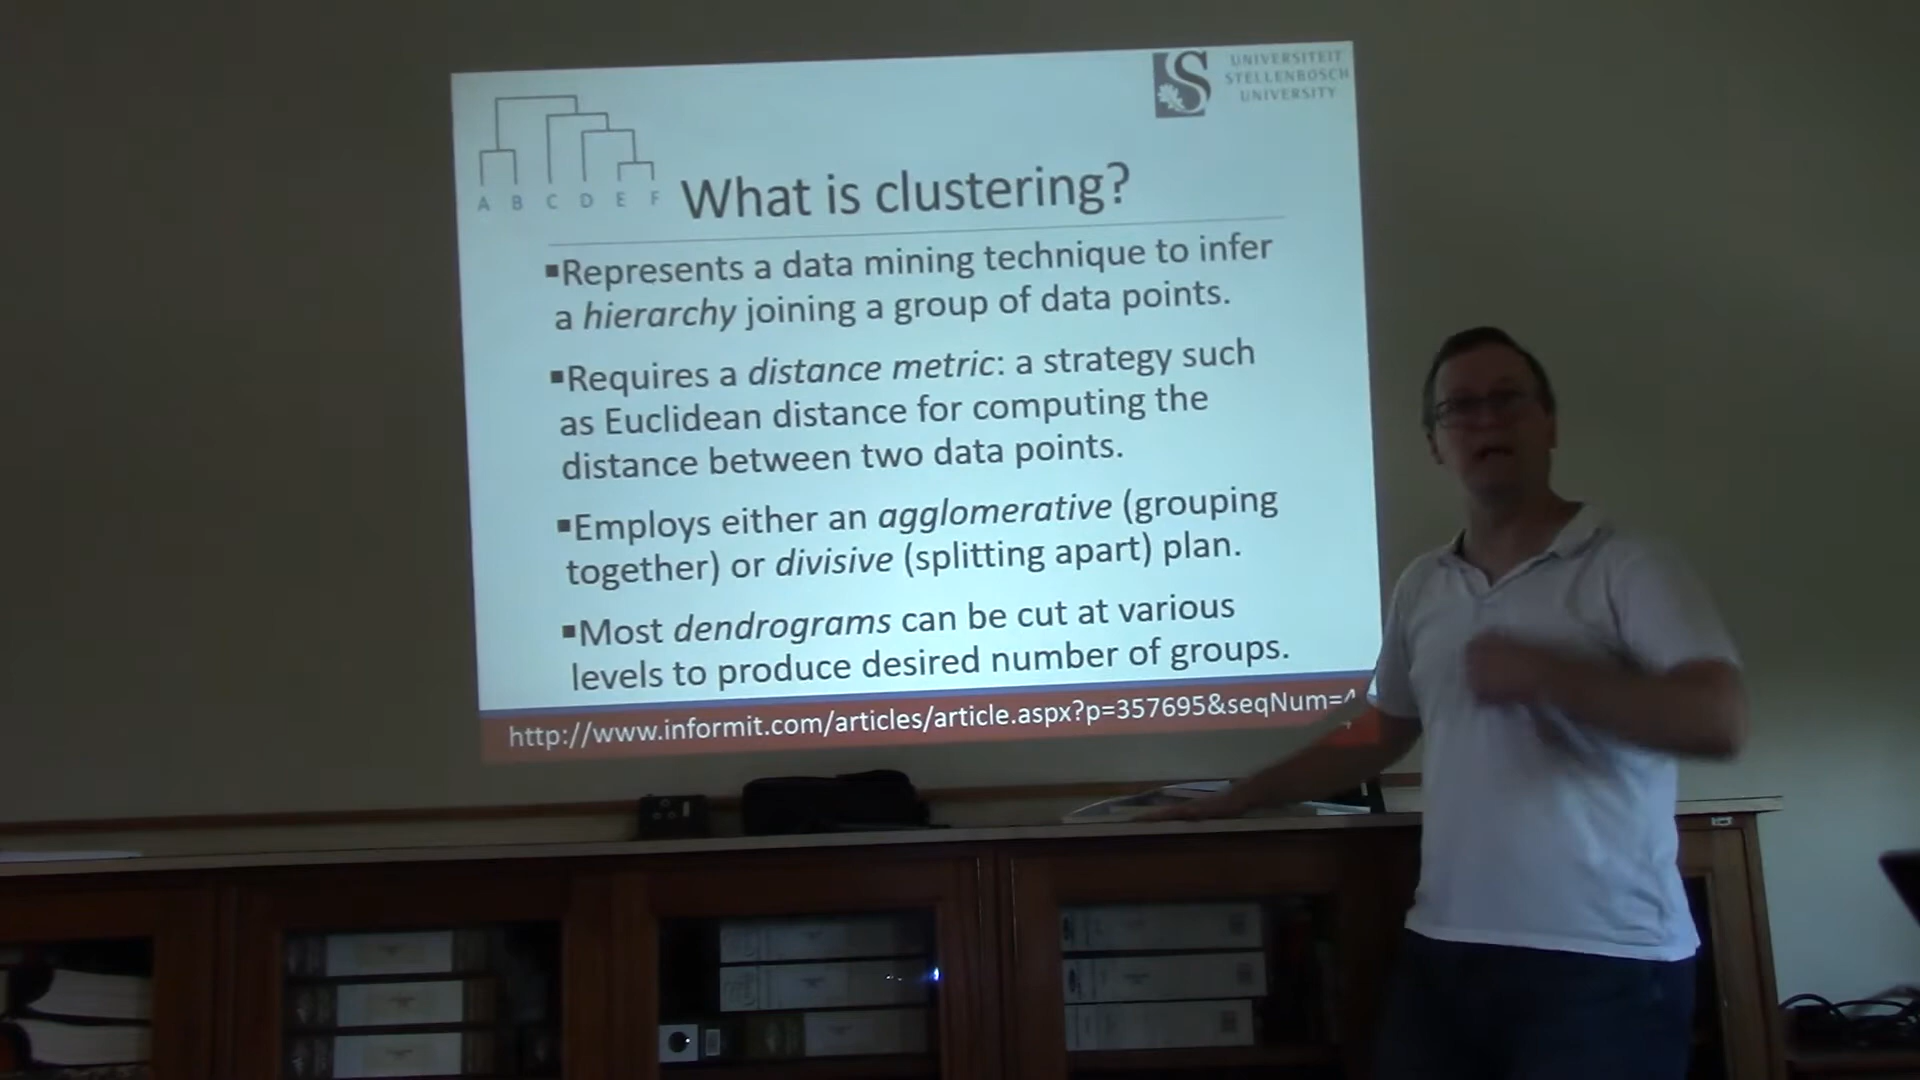 UNIVERSITEIT
STELLENBOSCH
UNIVERSITY
A B C D E F
What is clustering?
▪Represents a data mining technique to infer
a hierarchy joining a group of data points.
▪Requires a distance metric: a strategy such
as Euclidean distance for computing the
distance between two data points.
▪Employs either an agglomerative (grouping
together) or divisive (splitting apart) plan.
▪Most dendrograms can be cut at various
levels to produce desired number of groups.
http://www.informit.com/articles/article.aspx?p=357695&seqNum=4